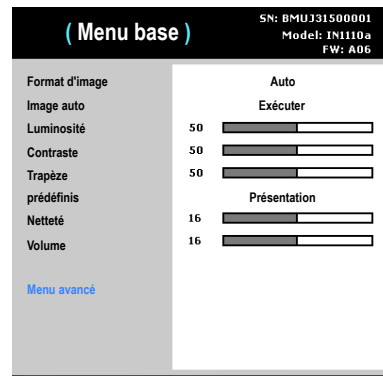 ( Menu base )
SN: BMUJ31500001
Model: IN1110a
FW: A06
Format d'image Auto
Image auto Exécuter
Luminosité 50
Contraste 50
Trapèze 50
prédéfinis Présentation
Netteté 16
Volume 16
Menu avancé